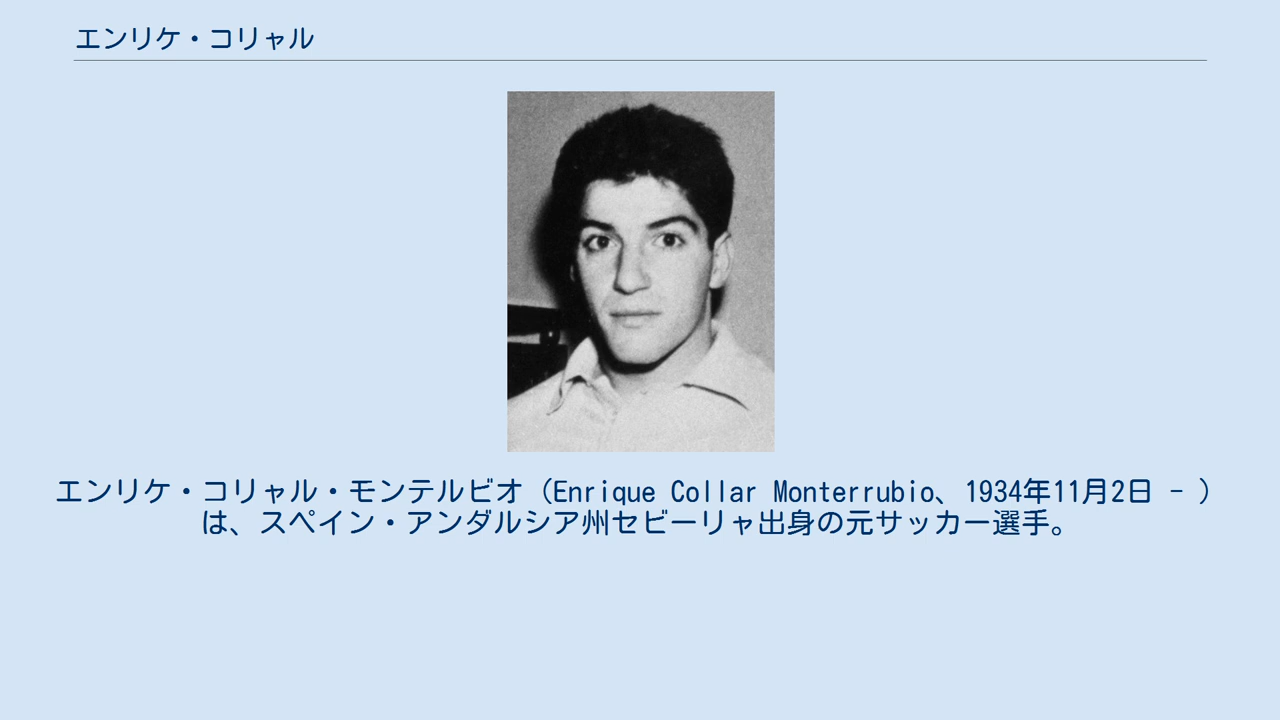 エンリケ・コリャル
エンリケ・コリャル・モンテルビオ（Enrique Collar Monterrubio、1934年11月2日 - ）
は、スペイン・アンダルシア州セビーリャ出身の元サッカー選手。